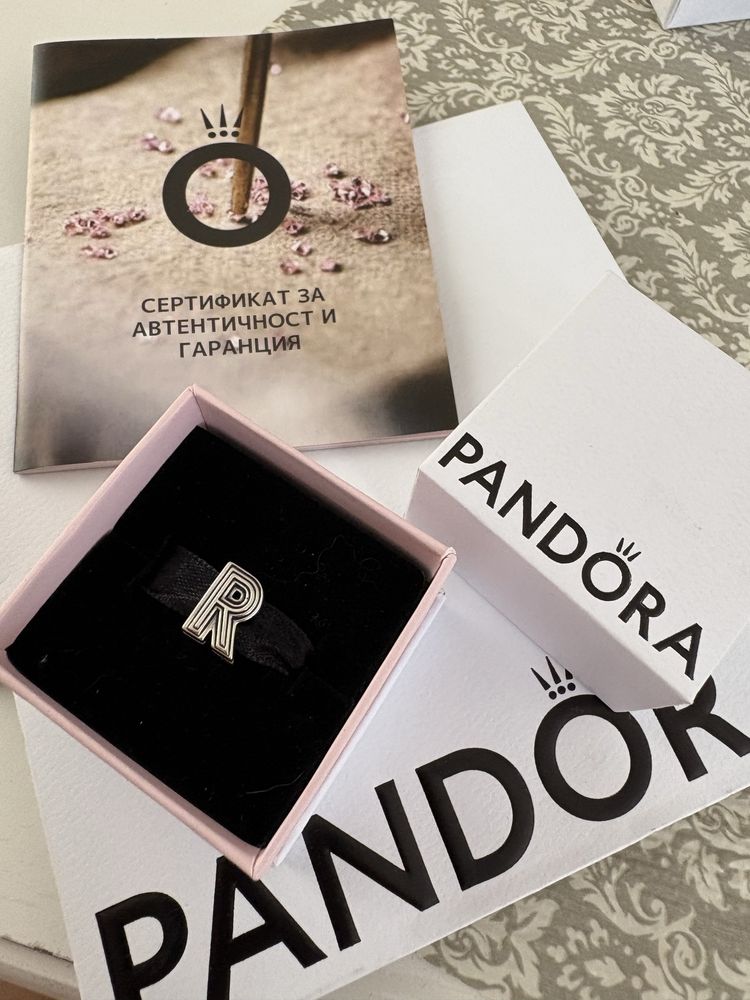 СЕРТИФИКАТ ЗА
АВТЕНТИЧНОСТ И
ГАРАНЦИЯ
PANDORA
R
PANDOR